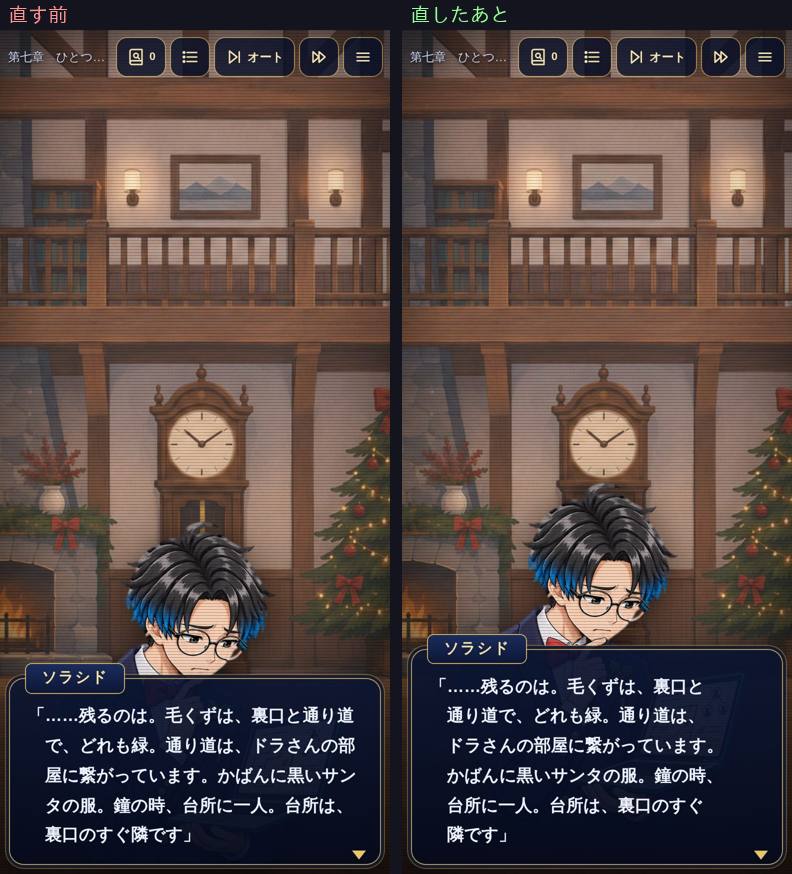 直す前
第七章　ひとつ…
0
オート
ソラシド
「……残るのは。毛くずは、裏口と通り道
で、どれも緑。通り道は、ドラさんの部
屋に繋がっています。かばんに黒いサン
タの服。鐘の時、台所に一人。台所は、
裏口のすぐ隣です」
直したあと
第七章　ひとつ…
0
オート
ソラシド
「……残るのは。毛くずは、裏口と
通り道で、どれも緑。通り道は、
ドラさんの部屋に繋がっています。
かばんに黒いサンタの服。鐘の時、
台所に一人。台所は、裏口のすぐ
隣です」